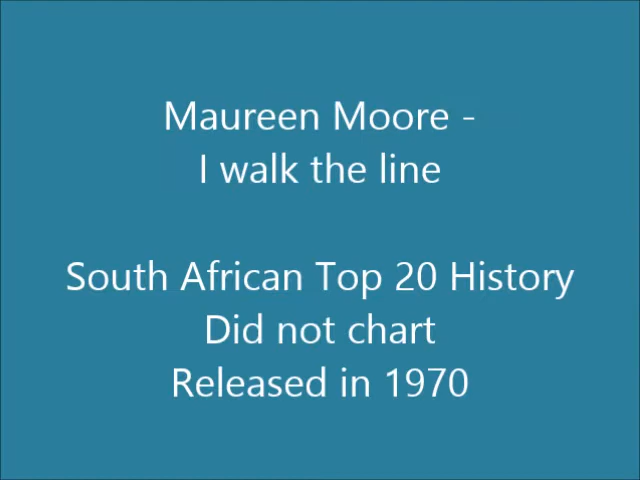 Maureen Moore -
I walk the line
South African Top 20 History
Did not chart
Released in 1970